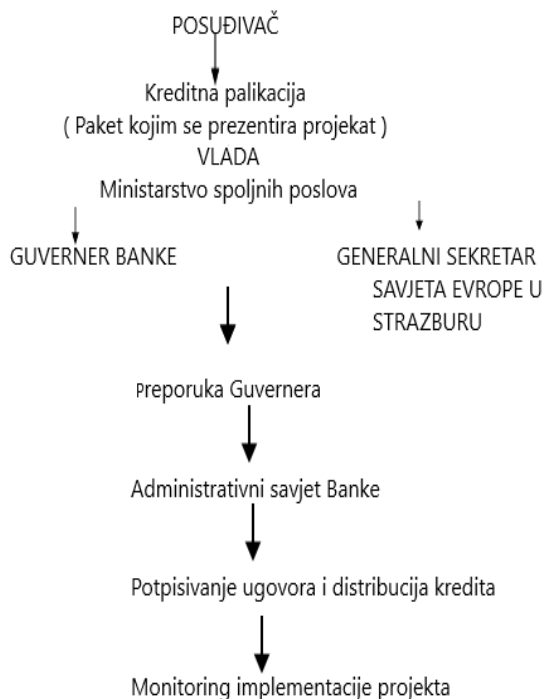 POSUĐIVAČ
Kreditna palikacija
( Paket kojim se prezentira projekat )
VLADA
Ministarstvo spoljnih poslova
GUVERNER BANKE
GENERALNI SEKRETAR
SAVJETA EVROPE U
STRAZBURU
Preporuka Guvernera
Administrativni savjet Banke
Potpisivanje ugovora i distribucija kredita
Monitoring implementacije projekta